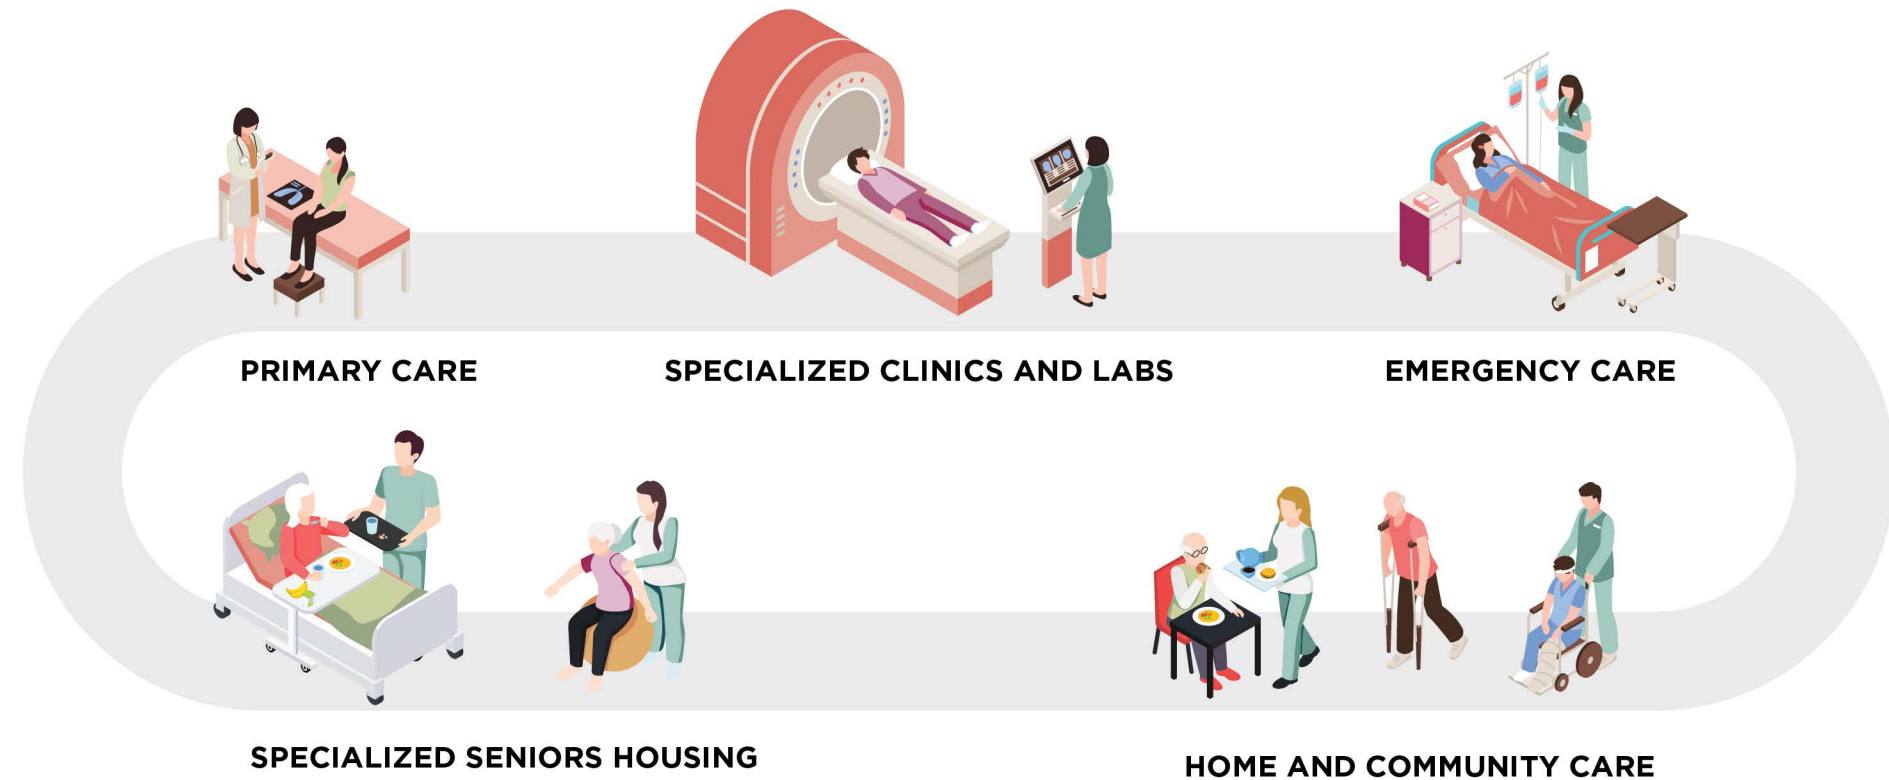 PRIMARY CARE
SPECIALIZED CLINICS AND LABS
EMERGENCY CARE
SPECIALIZED SENIORS HOUSING
HOME AND COMMUNITY CARE